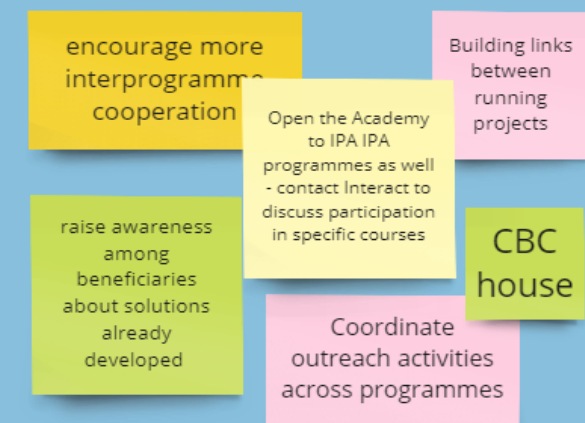 encourage more
interprogramme
cooperation
Building links
between
running
projects
Open the Academy
to IPA IPA
programmes as well
- contact Interact to
discuss participation
in specific courses
raise awareness
among
beneficiaries
about solutions
already
developed
CBC
house
Coordinate
outreach activities
across programmes